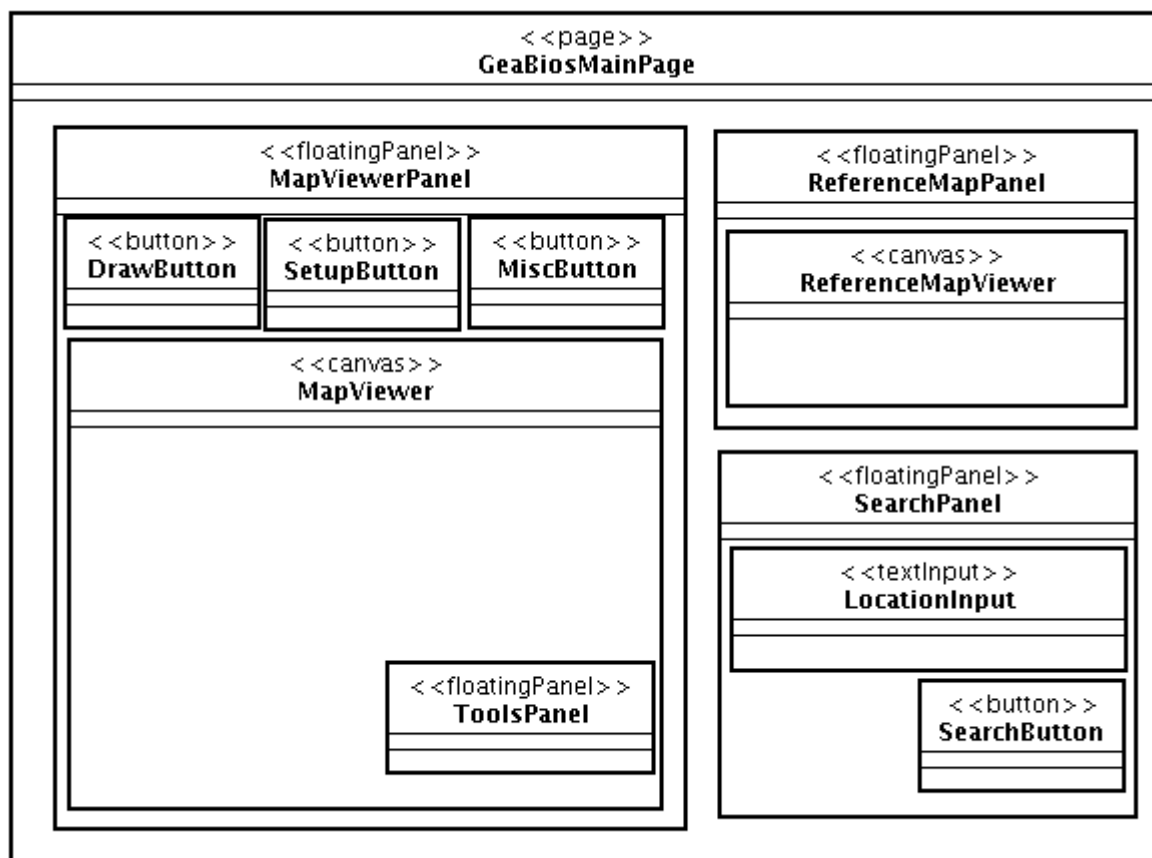 <<page>>
GeaBiosMainPage
<<floatingPanel>>
MapViewerPanel
<<button>>
DrawButton
<<button>>
SetupButton
<<button>>
MiscButton
<<canvas>>
MapViewer
<<floatingPanel>>
ToolsPanel
<<floatingPanel>>
ReferenceMapPanel
<<canvas>>
ReferenceMapViewer
<<floatingPanel>>
SearchPanel
<<textInput>>
LocationInput
<<button>>
SearchButton